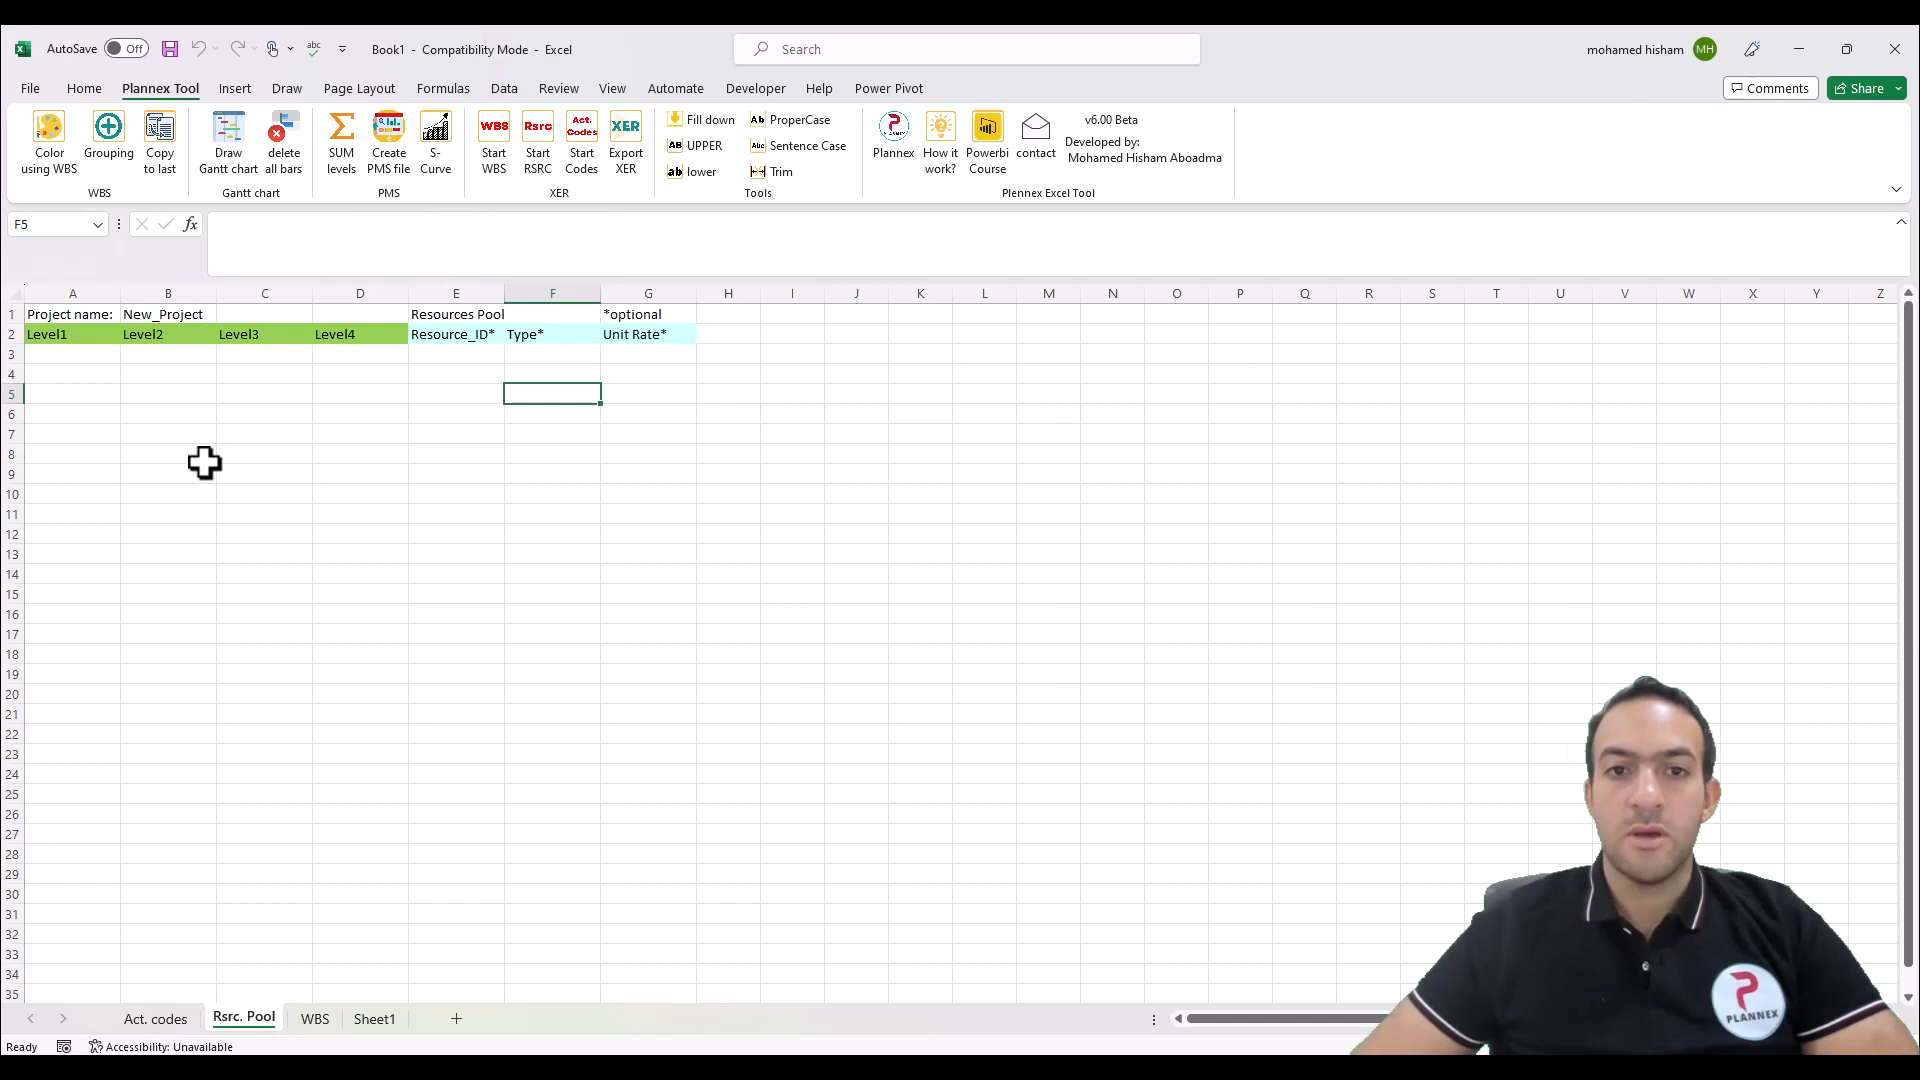 AutoSave Off
Book1 - Compatibility Mode - Excel
Search
mohamed hisham MH
File Home Plannex Tool Insert Draw Page Layout Formulas Data Review View Automate Developer Help Power Pivot
Comments Share
Color using WBS
Grouping
Copy to last
WBS
Draw Gantt chart
delete all bars
Gantt chart
SUM levels
Create PMS file
S-Curve
PMS
WBS
Start WBS
Rsrc
Start RSRC
Act. Codes
Start Codes
XER
Export XER
XER
Fill down
AB UPPER
ab lower
Ab ProperCase
Abc Sentence Case
Trim
Tools
PLANNEX
Plannex
How it work?
Powerbi Course
contact
v6.00 Beta
Developed by:
Mohamed Hisham Aboadma
Plennex Excel Tool
F5
fx
A B C D E F G H I J K L M N O P Q R S T U V W X Y Z
1 Project name: New_Project Resources Pool *optional
2 Level1 Level2 Level3 Level4 Resource_ID* Type* Unit Rate*
3
4
5
6
7
8
9
10
11
12
13
14
15
16
17
18
19
20
21
22
23
24
25
26
27
28
29
30
31
32
33
34
35
PLANNEX
Act. codes Rsrc. Pool WBS Sheet1
Ready Accessibility: Unavailable